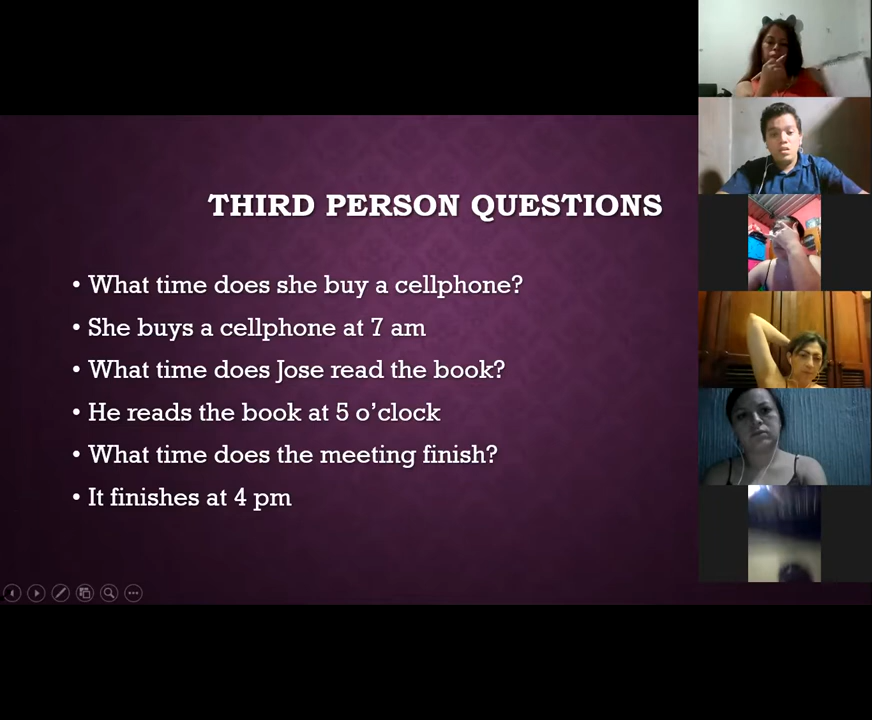 THIRD PERSON QUESTIONS
• What time does she buy a cellphone?
• She buys a cellphone at 7 am
• What time does Jose read the book?
• He reads the book at 5 o’clock
• What time does the meeting finish?
• It finishes at 4 pm